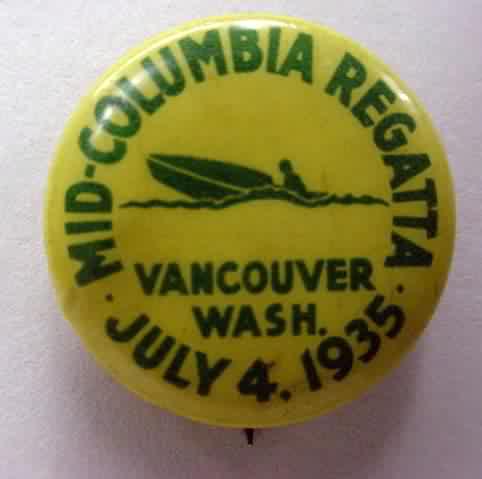 MID-COLUMBIA REGATTA
VANCOUVER
WASH.
· JULY 4. 1935 ·